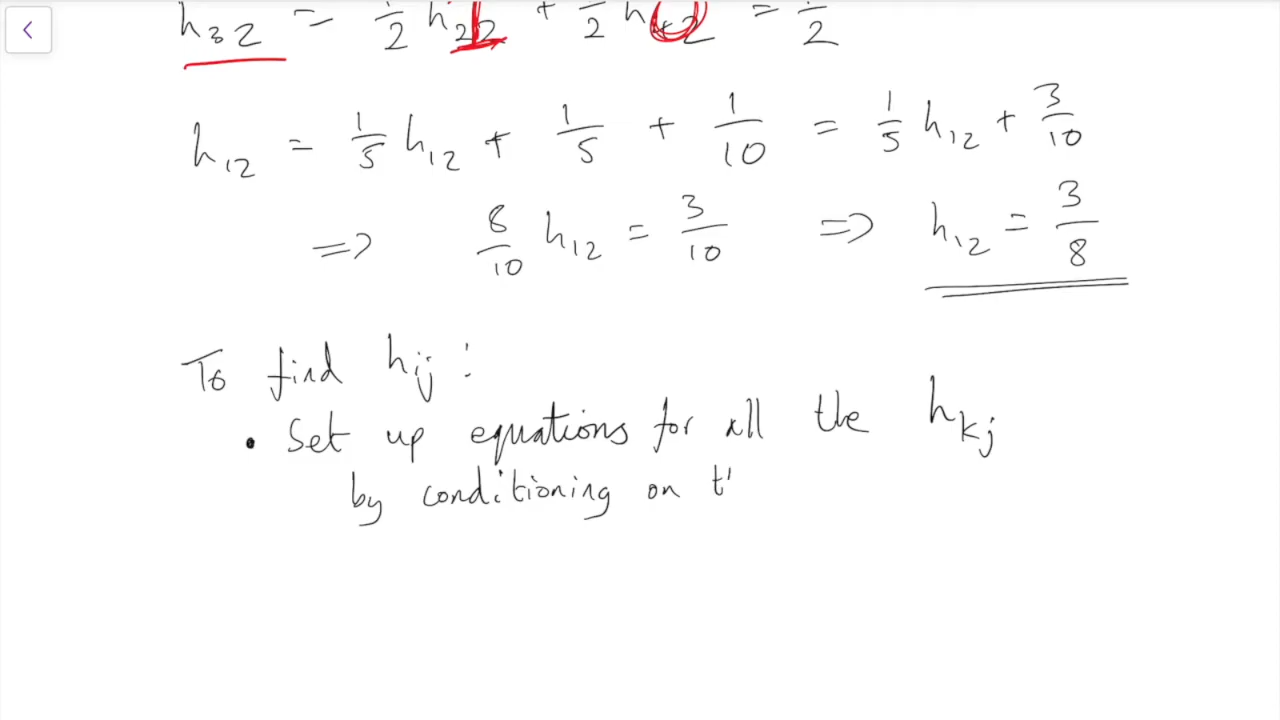 h₃₂ = 1/2 h₂₂ + 1/2 h₄₂ = 1/2
h₁₂ = 1/5 h₁₂ + 1/5 + 1/10 = 1/5 h₁₂ + 3/10
=> 8/10 h₁₂ = 3/10 => h₁₂ = 3/8
To find hᵢⱼ :
• Set up equations for all the hₖⱼ
by conditioning on